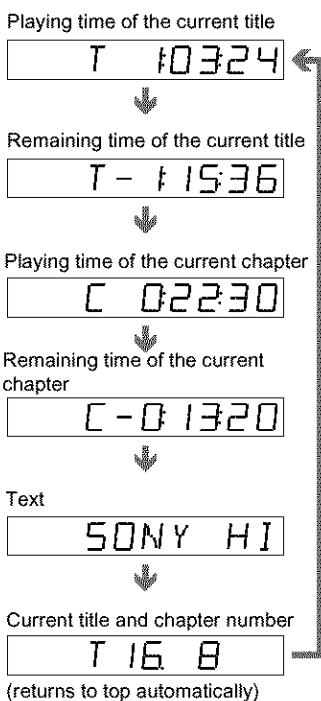 Playing time of the current title
T 1:03:24
Remaining time of the current title
T- 1:15:36
Playing time of the current chapter
C 0:22:30
Remaining time of the current
chapter
C-0:13:20
Text
SONY HI
Current title and chapter number
T 16. 8
(returns to top automatically)